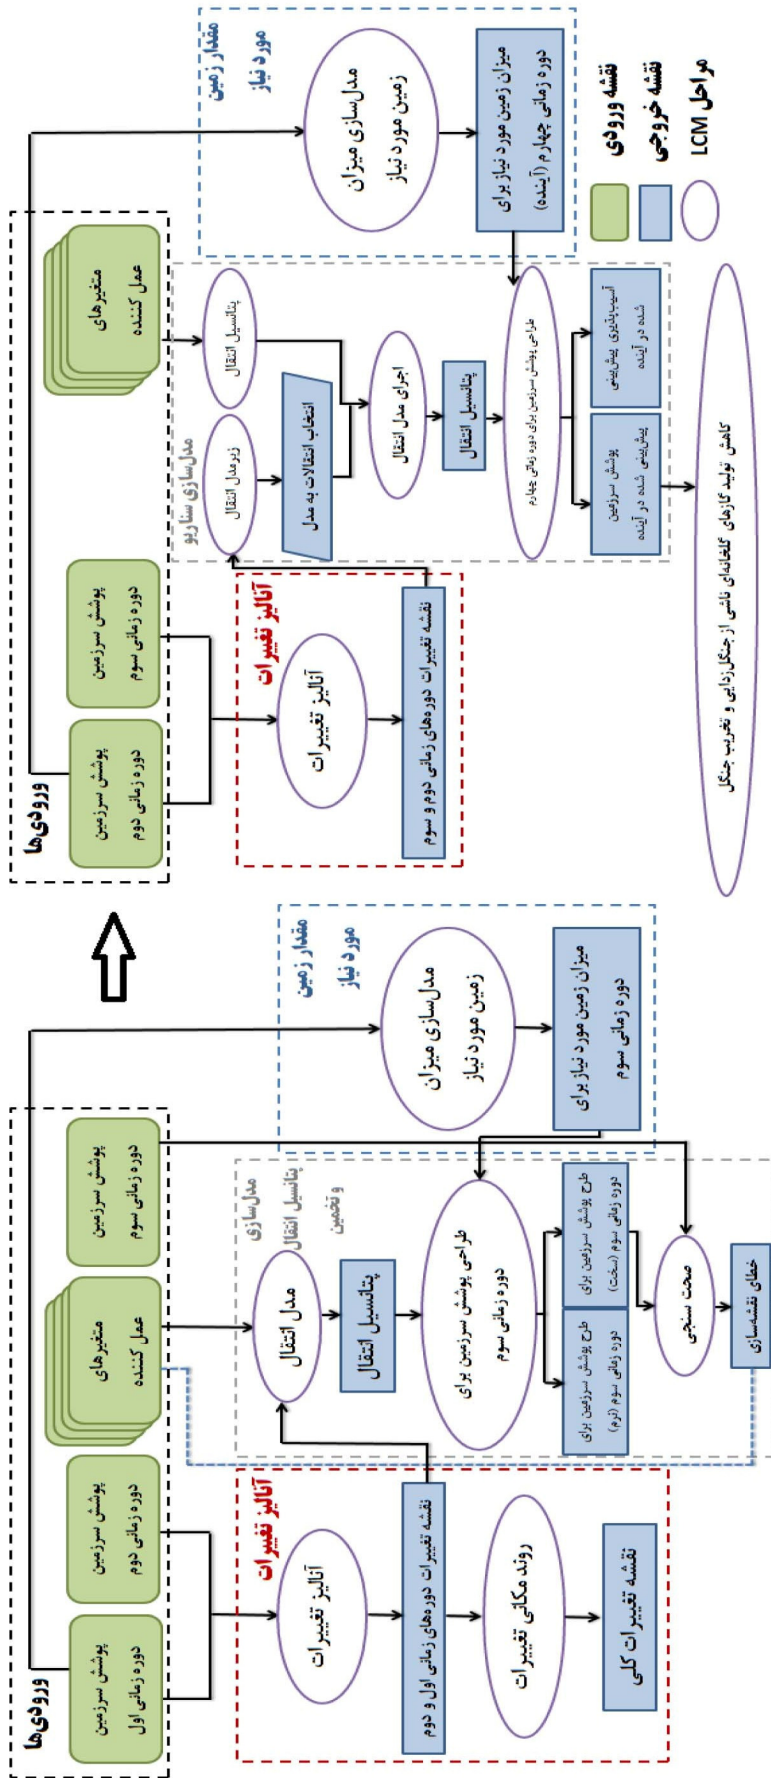 ورودی‌ها
پوشش سرزمین
دوره زمانی اول
پوشش سرزمین
دوره زمانی دوم
متغیرهای
عمل کننده
پوشش سرزمین
دوره زمانی سوم
آنالیز تغییرات
آنالیز تغییرات
نقشه تغییرات دوره‌های زمانی اول و دوم
روند مکانی تغییرات
نقشه تغییرات کلی
مدل‌سازی
پتانسیل انتقال
و تخمین
مدل انتقال
پتانسیل انتقال
طراحی پوشش سرزمین برای
دوره زمانی سوم
طرح پوشش سرزمین برای
دوره زمانی سوم (نرم)
طرح پوشش سرزمین برای
دوره زمانی سوم (سخت)
صحت سنجی
خطای نقشه‌سازی
مقدار زمین
مورد نیاز
مدل‌سازی میزان
زمین مورد نیاز
میزان زمین مورد نیاز برای
دوره زمانی سوم
ورودی‌ها
پوشش سرزمین
دوره زمانی دوم
پوشش سرزمین
دوره زمانی سوم
متغیرهای
عمل کننده
آنالیز تغییرات
آنالیز تغییرات
نقشه تغییرات دوره‌های زمانی دوم و سوم
مدل‌سازی سناریو
زیرمدل انتقال
پتانسیل انتقال
انتخاب انتقالات به مدل
اجرای مدل انتقال
پتانسیل انتقال
طراحی پوشش سرزمین برای دوره زمانی چهارم
پوشش سرزمین
پیش‌بینی شده در آینده
آسیب‌پذیری پیش‌بینی
شده در آینده
مقدار زمین
مورد نیاز
مدل‌سازی میزان
زمین مورد نیاز
میزان زمین مورد نیاز برای
دوره زمانی چهارم (آینده)
کاهش تولید گازهای گلخانه‌ای ناشی از جنگل‌زدایی و تخریب جنگل
نقشه ورودی
نقشه خروجی
مراحل LCM